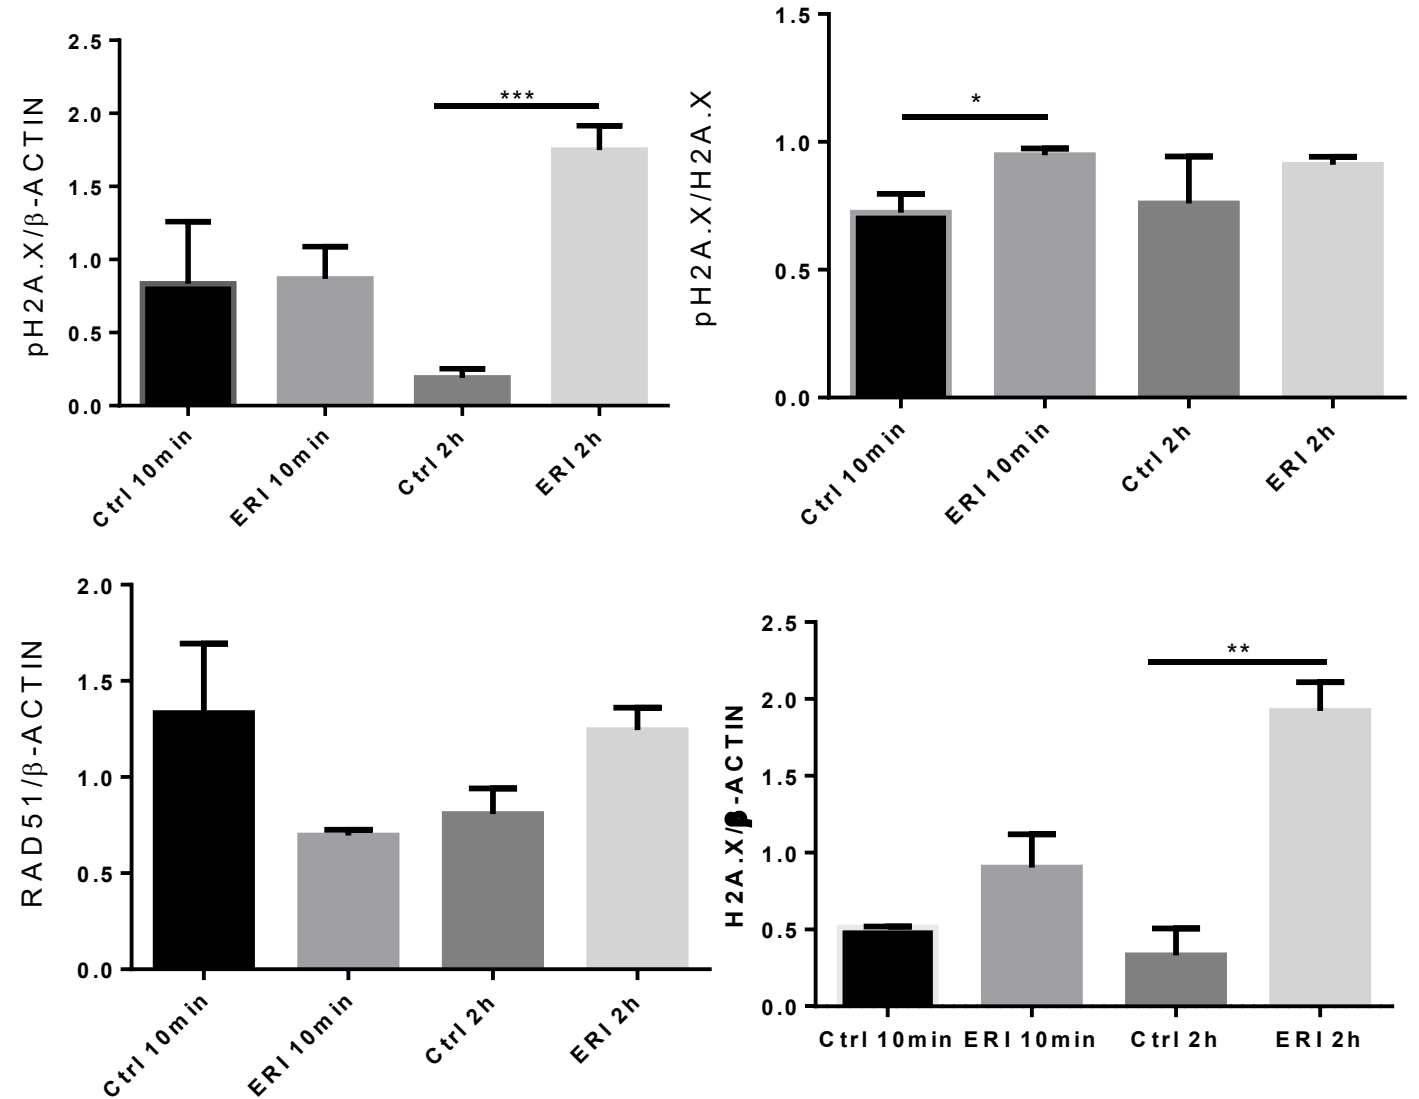 pH2A.X/β-ACTIN
2.5
2.0
1.5
1.0
0.5
0.0
***
Ctrl 10min
ERI 10min
Ctrl 2h
ERI 2h
pH2A.X/H2A.X
1.5
1.0
0.5
0.0
*
Ctrl 10min
ERI 10min
Ctrl 2h
ERI 2h
RAD51/β-ACTIN
2.0
1.5
1.0
0.5
0.0
Ctrl 10min
ERI 10min
Ctrl 2h
ERI 2h
H2A.X/β-ACTIN
2.5
2.0
1.5
1.0
0.5
0.0
**
Ctrl 10min ERI 10min Ctrl 2h ERI 2h